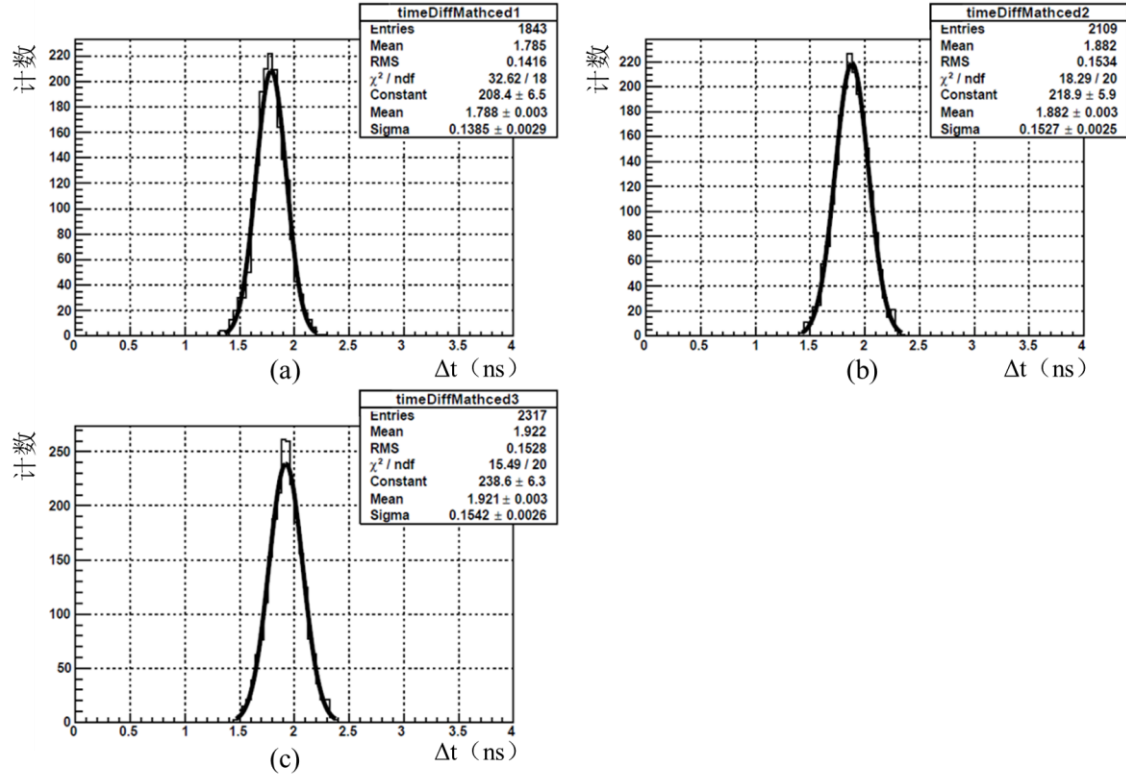 timeDiffMathced1
Entries 1843
Mean 1.785
RMS 0.1416
χ² / ndf 32.62 / 18
Constant 208.4 ± 6.5
Mean 1.788 ± 0.003
Sigma 0.1385 ± 0.0029
计数
220
200
180
160
140
120
100
80
60
40
20
0
0 0.5 1 1.5 2 2.5 3 3.5 4
Δt（ns）
(a)
timeDiffMathced2
Entries 2109
Mean 1.882
RMS 0.1534
χ² / ndf 18.29 / 20
Constant 218.9 ± 5.9
Mean 1.882 ± 0.003
Sigma 0.1527 ± 0.0025
计数
220
200
180
160
140
120
100
80
60
40
20
0
0 0.5 1 1.5 2 2.5 3 3.5 4
Δt（ns）
(b)
timeDiffMathced3
Entries 2317
Mean 1.922
RMS 0.1528
χ² / ndf 15.49 / 20
Constant 238.6 ± 6.3
Mean 1.921 ± 0.003
Sigma 0.1542 ± 0.0026
计数
250
200
150
100
50
0
0 0.5 1 1.5 2 2.5 3 3.5 4
Δt（ns）
(c)